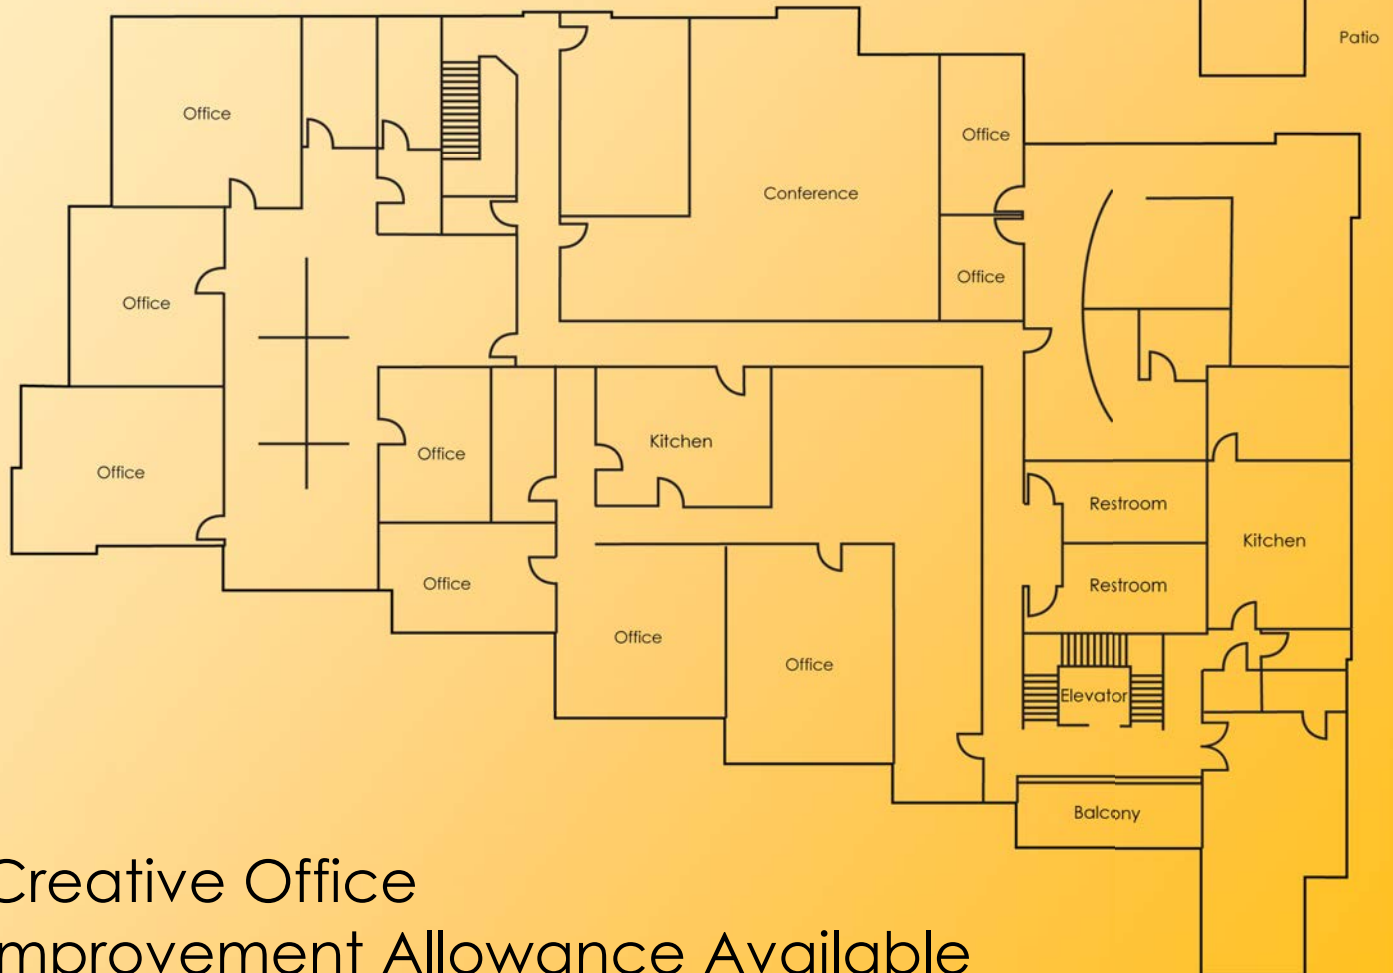 Patio
Office
Office
Conference
Office
Office
Office
Kitchen
Office
Office
Restroom
Kitchen
Restroom
Office
Office
Office
Elevator
Balcony
Creative Office
mprovement Allowance Available